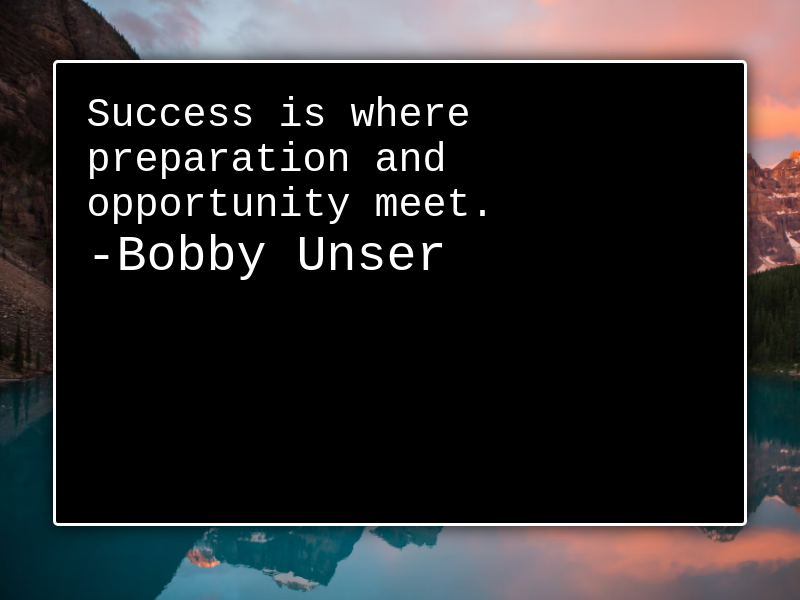 Success is where
preparation and
opportunity meet.
-Bobby Unser